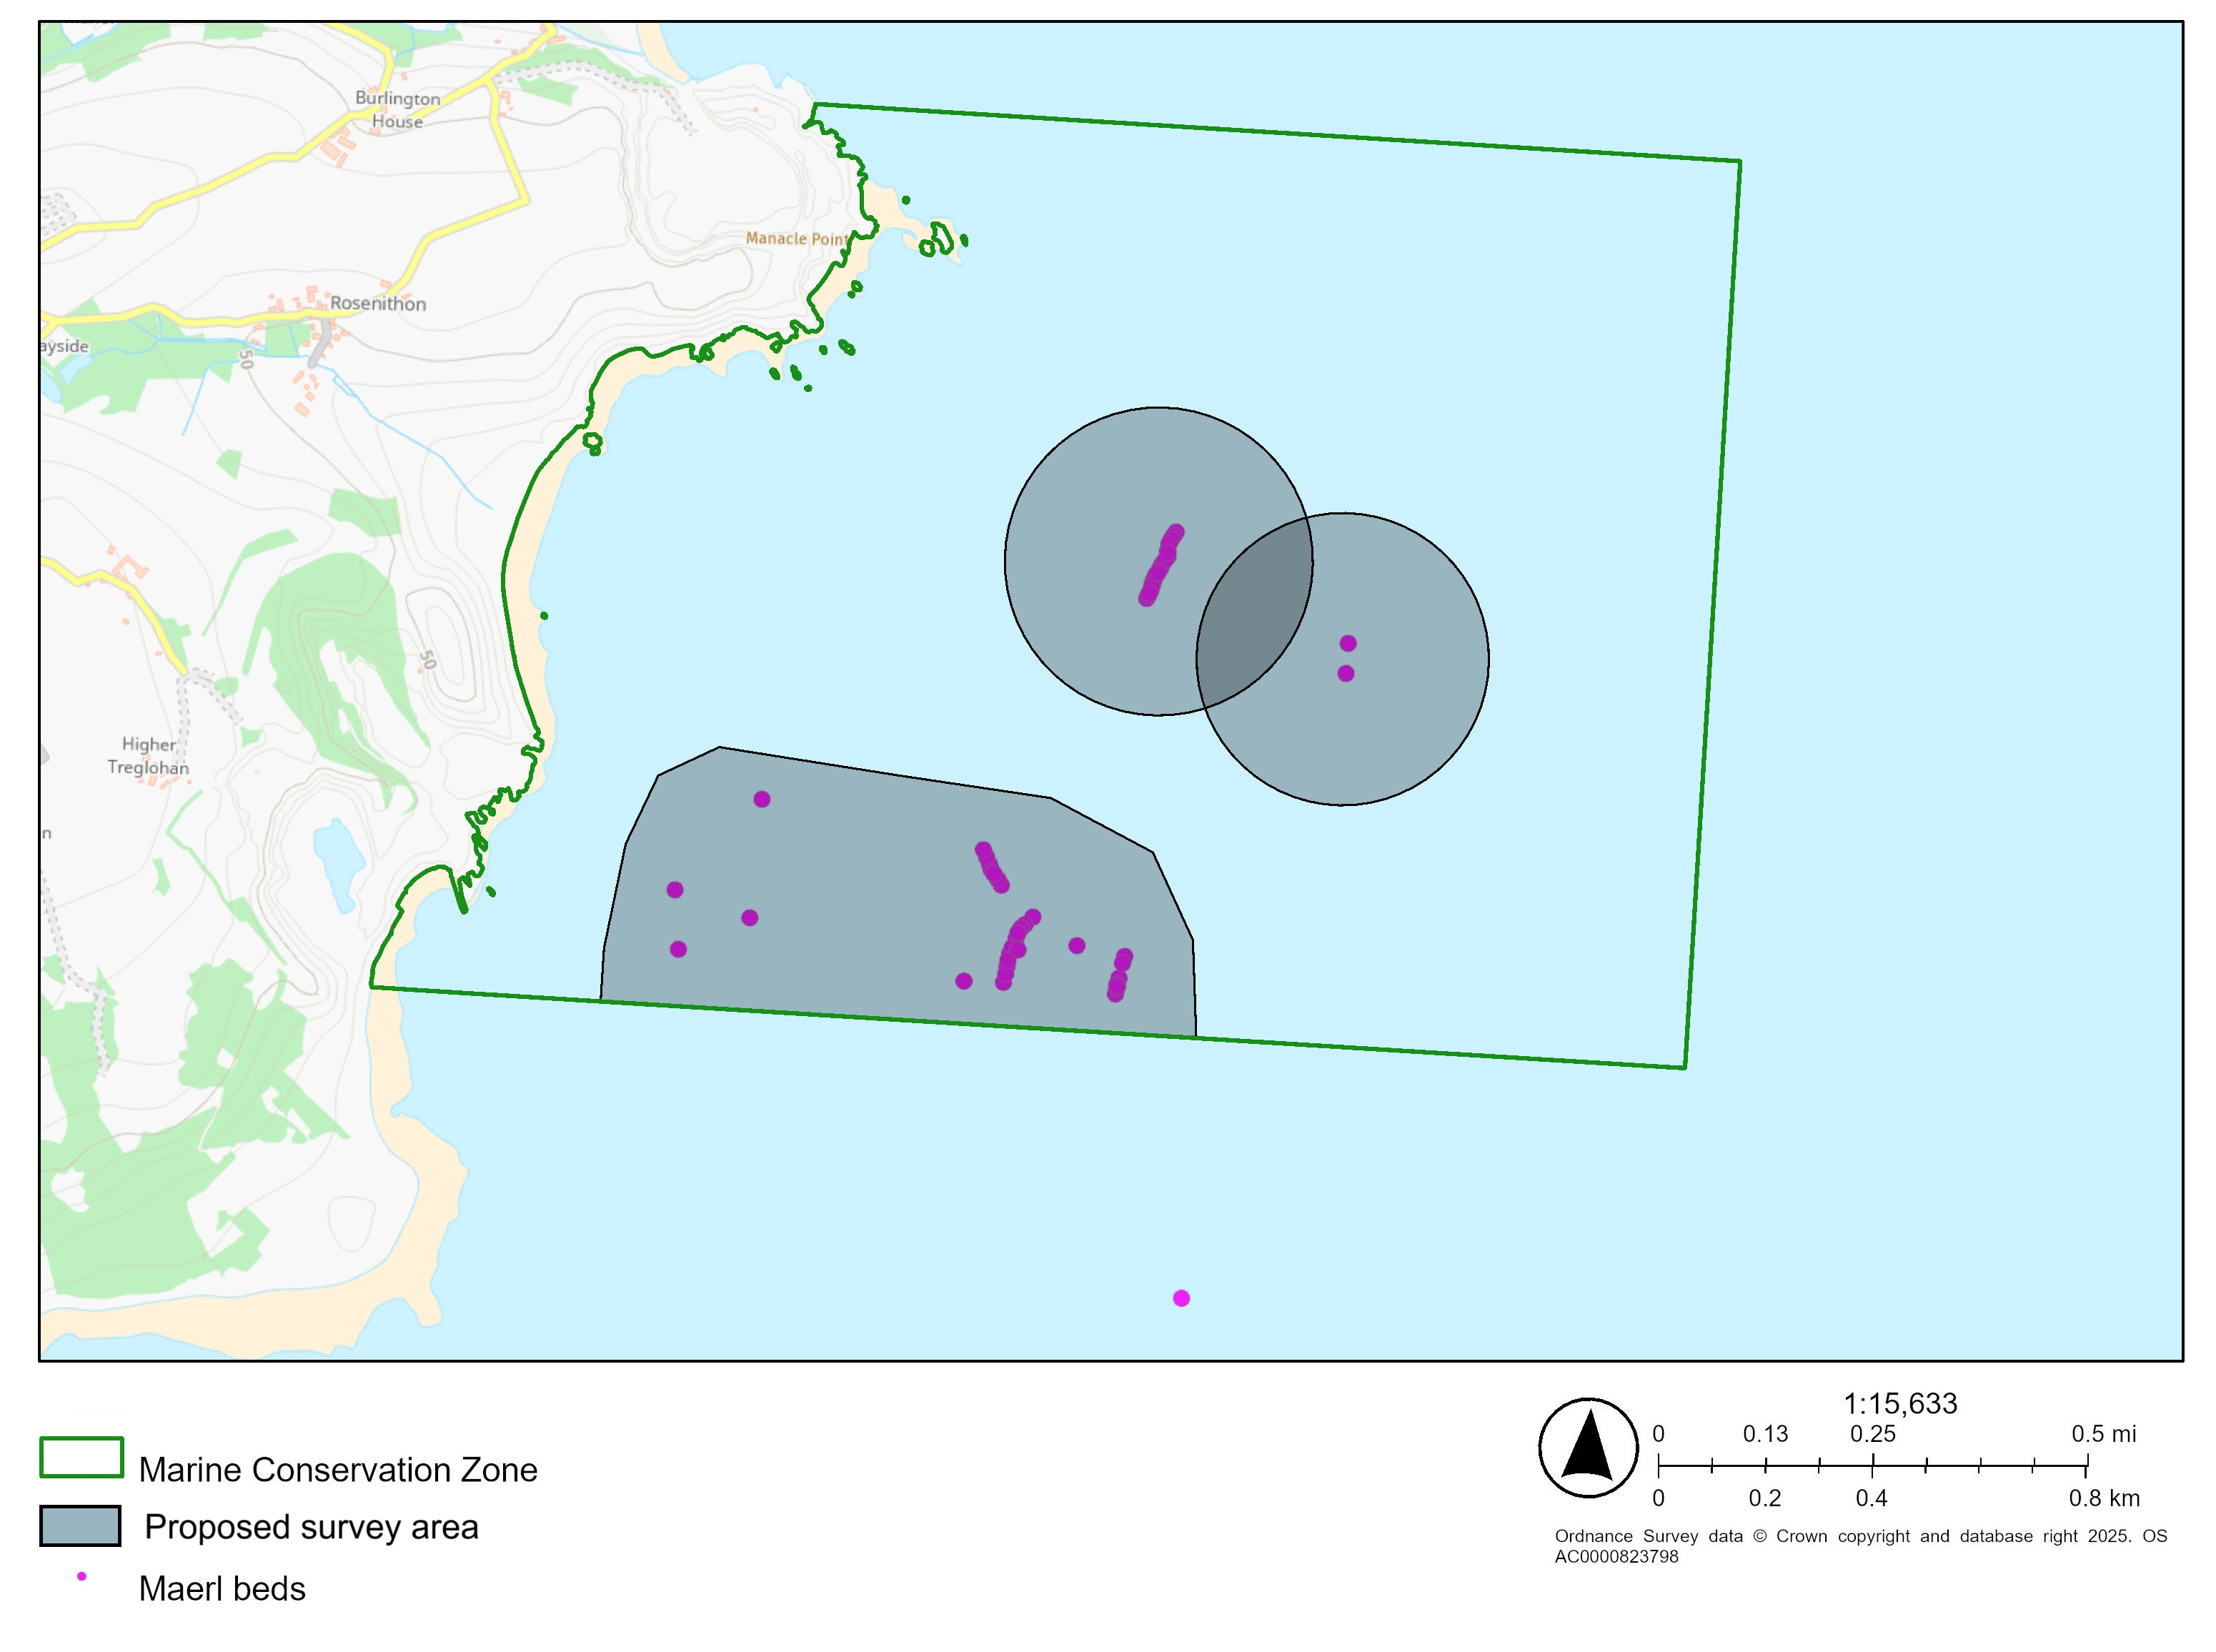 Burlington
House
Manacle Point
Rosenithon
ayside
50
50
Higher
Treglohan
n
1:15,633
0 0.13 0.25 0.5 mi
0 0.2 0.4 0.8 km
Marine Conservation Zone
Proposed survey area
Maerl beds
Ordnance Survey data © Crown copyright and database right 2025. OS
AC0000823798